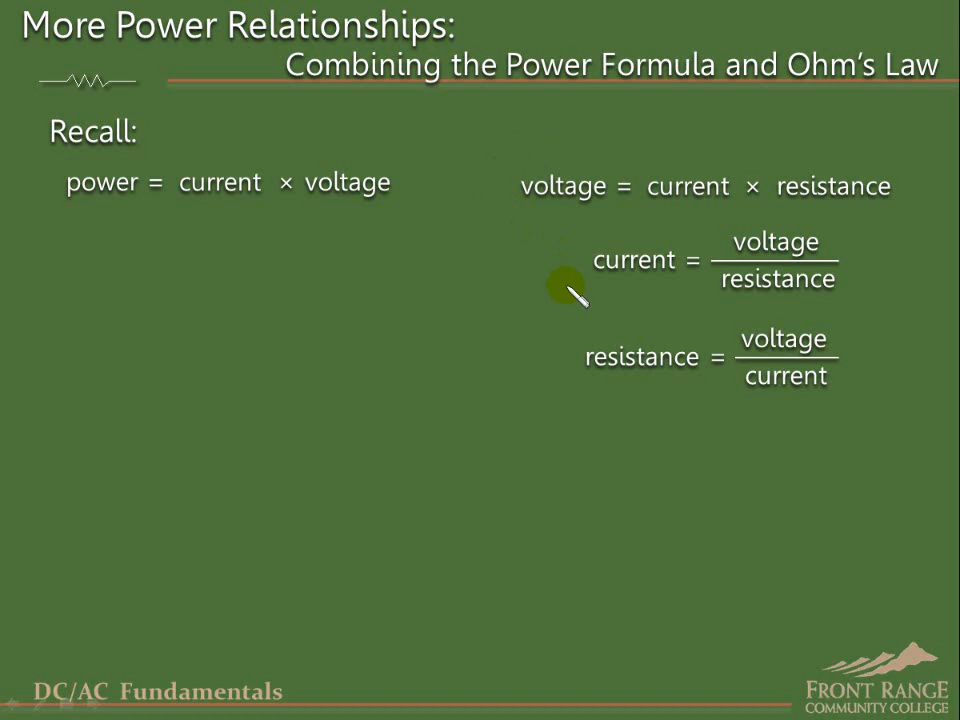 More Power Relationships:
Combining the Power Formula and Ohm's Law
Recall:
power = current × voltage
voltage = current × resistance
current = voltage
resistance
resistance = voltage
current
DC/AC Fundamentals
FRONT RANGE
COMMUNITY COLLEGE